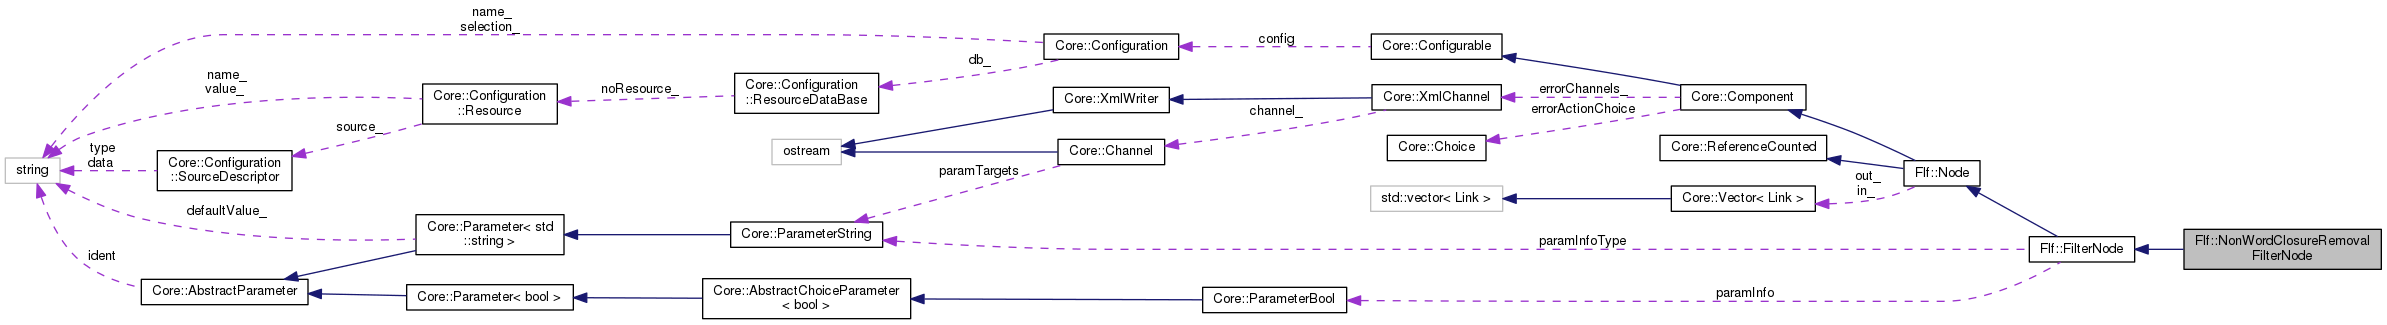 name_
selection_
Core::Configuration
config
Core::Configurable
db_
name_
value_
Core::Configuration
::Resource
noResource_
Core::Configuration
::ResourceDataBase
Core::XmlWriter
Core::XmlChannel
errorChannels_
errorActionChoice
Core::Component
channel_
source_
type
data
string
Core::Configuration
::SourceDescriptor
ostream
Core::Channel
Core::Choice
Core::ReferenceCounted
Flf::Node
out_
in_
paramTargets
std::vector< Link >
Core::Vector< Link >
defaultValue_
Core::Parameter< std
::string >
Core::ParameterString
paramInfoType
Flf::FilterNode
Flf::NonWordClosureRemoval
FilterNode
ident
Core::AbstractParameter
Core::Parameter< bool >
Core::AbstractChoiceParameter
< bool >
Core::ParameterBool
paramInfo